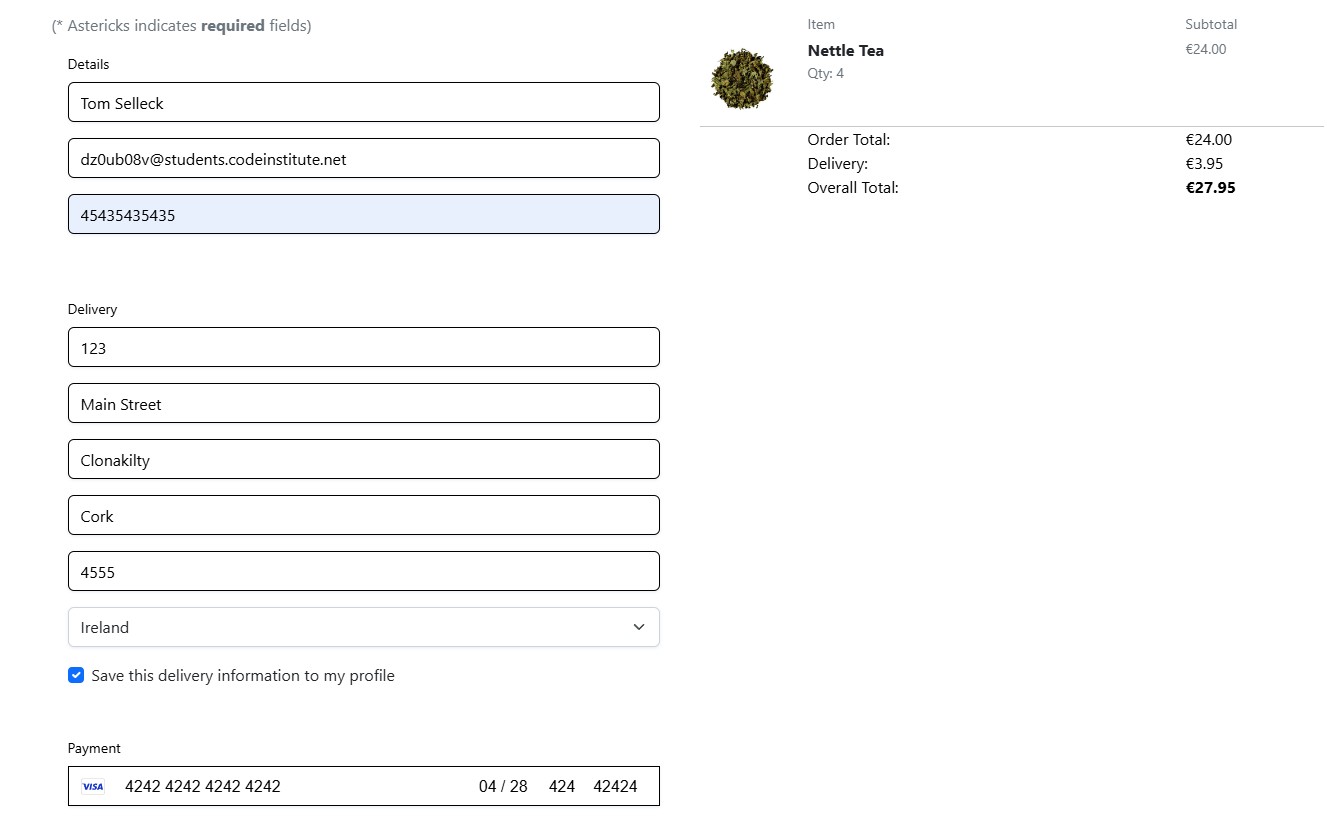 (* Astericks indicates required fields)
Details
Tom Selleck
dz0ub08v@students.codeinstitute.net
45435435435
Delivery
123
Main Street
Clonakilty
Cork
4555
Ireland
Save this delivery information to my profile
Payment
VISA 4242 4242 4242 4242 04 / 28 424 42424
Item Subtotal
Nettle Tea €24.00
Qty: 4
Order Total: €24.00
Delivery: €3.95
Overall Total: €27.95